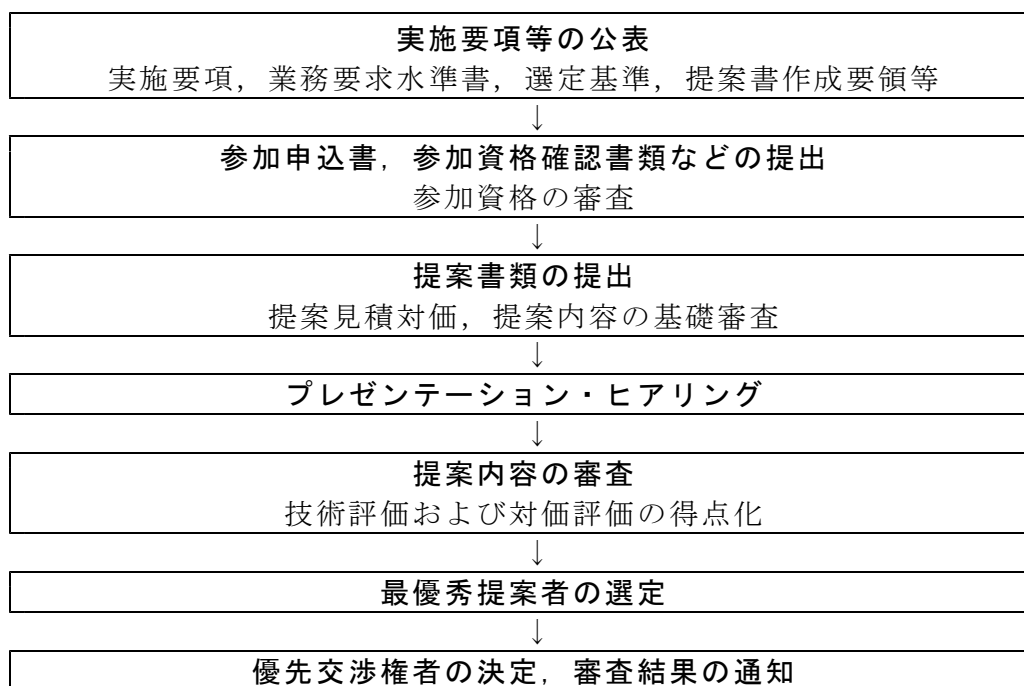 実施要項等の公表
実施要項，業務要求水準書，選定基準，提案書作成要領等
↓
参加申込書，参加資格確認書類などの提出
参加資格の審査
↓
提案書類の提出
提案見積対価，提案内容の基礎審査
↓
プレゼンテーション・ヒアリング
↓
提案内容の審査
技術評価および対価評価の得点化
↓
最優秀提案者の選定
↓
優先交渉権者の決定，審査結果の通知